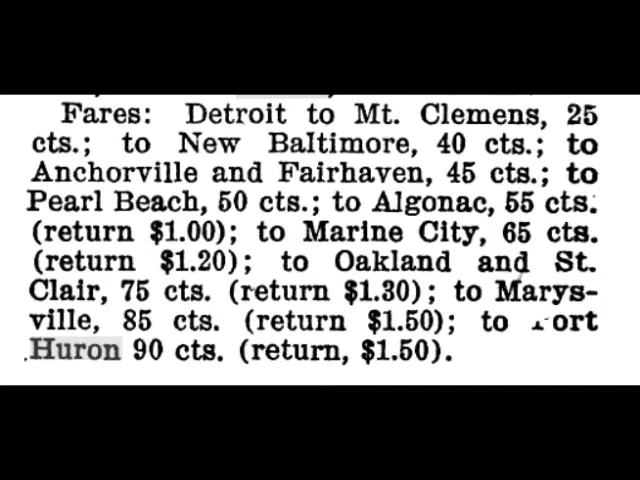 Fares: Detroit to Mt. Clemens, 25
cts.; to New Baltimore, 40 cts.; to
Anchorville and Fairhaven, 45 cts.; to
Pearl Beach, 50 cts.; to Algonac, 55 cts.
(return $1.00); to Marine City, 65 cts.
(return $1.20); to Oakland and St.
Clair, 75 cts. (return $1.30); to Marys-
ville, 85 cts. (return $1.50); to Port
Huron 90 cts. (return, $1.50).